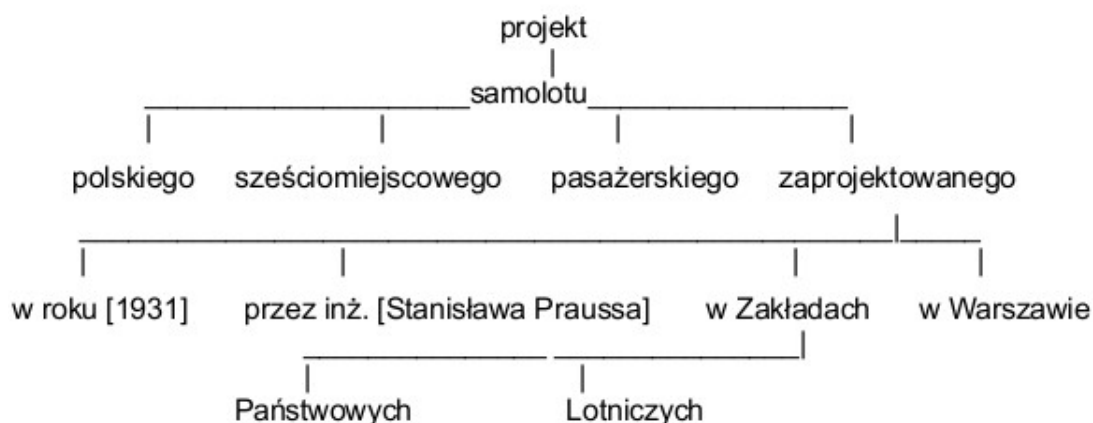 projekt
samolotu
polskiego sześciomiejscowego pasażerskiego zaprojektowanego
w roku [1931] przez inż. [Stanisława Praussa] w Zakładach w Warszawie
Państwowych Lotniczych